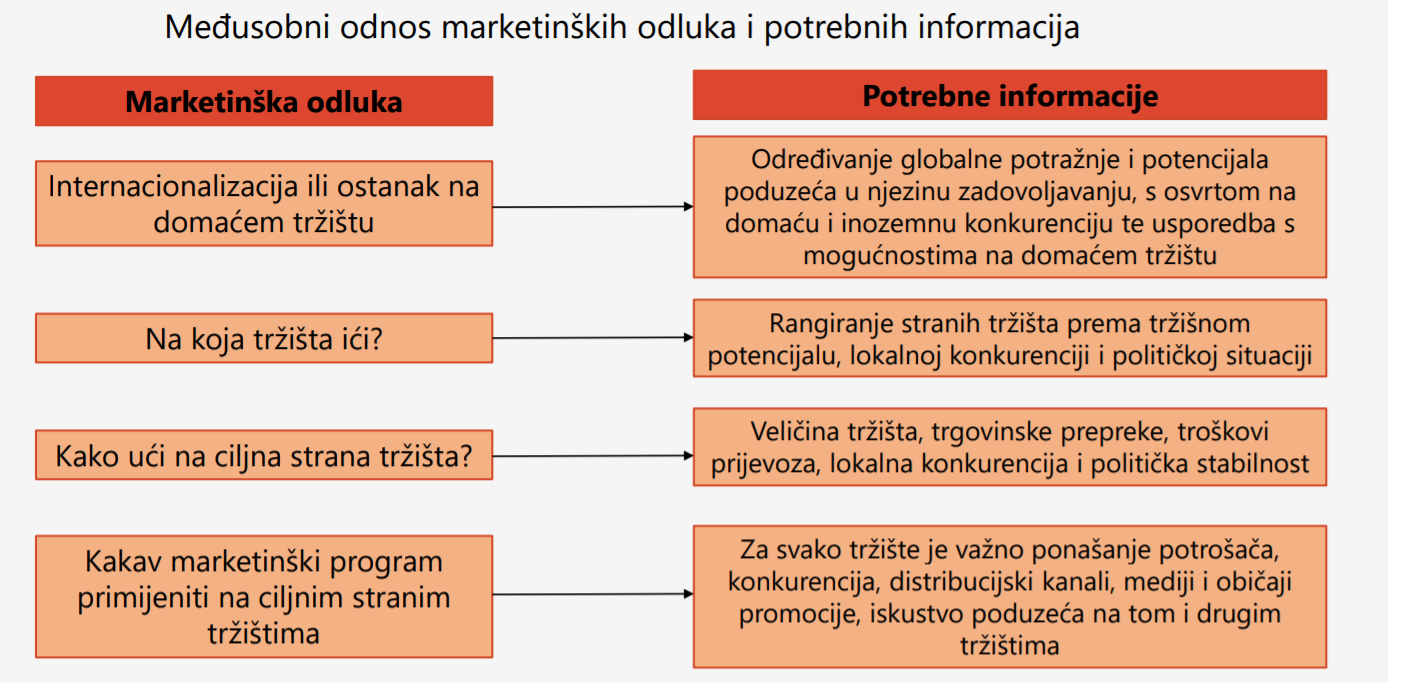 Međusobni odnos marketinških odluka i potrebnih informacija
Marketinška odluka
Potrebne informacije
Internacionalizacija ili ostanak na
domaćem tržištu
Određivanje globalne potražnje i potencijala
poduzeća u njezinu zadovoljavanju, s osvrtom na
domaću i inozemnu konkurenciju te usporedba s
mogućnostima na domaćem tržištu
Na koja tržišta ići?
Rangiranje stranih tržišta prema tržišnom
potencijalu, lokalnoj konkurenciji i političkoj situaciji
Kako ući na ciljna strana tržišta?
Veličina tržišta, trgovinske prepreke, troškovi
prijevoza, lokalna konkurencija i politička stabilnost
Kakav marketinški program
primijeniti na ciljnim stranim
tržištima
Za svako tržište je važno ponašanje potrošača,
konkurencija, distribucijski kanali, mediji i običaji
promocije, iskustvo poduzeća na tom i drugim
tržištima